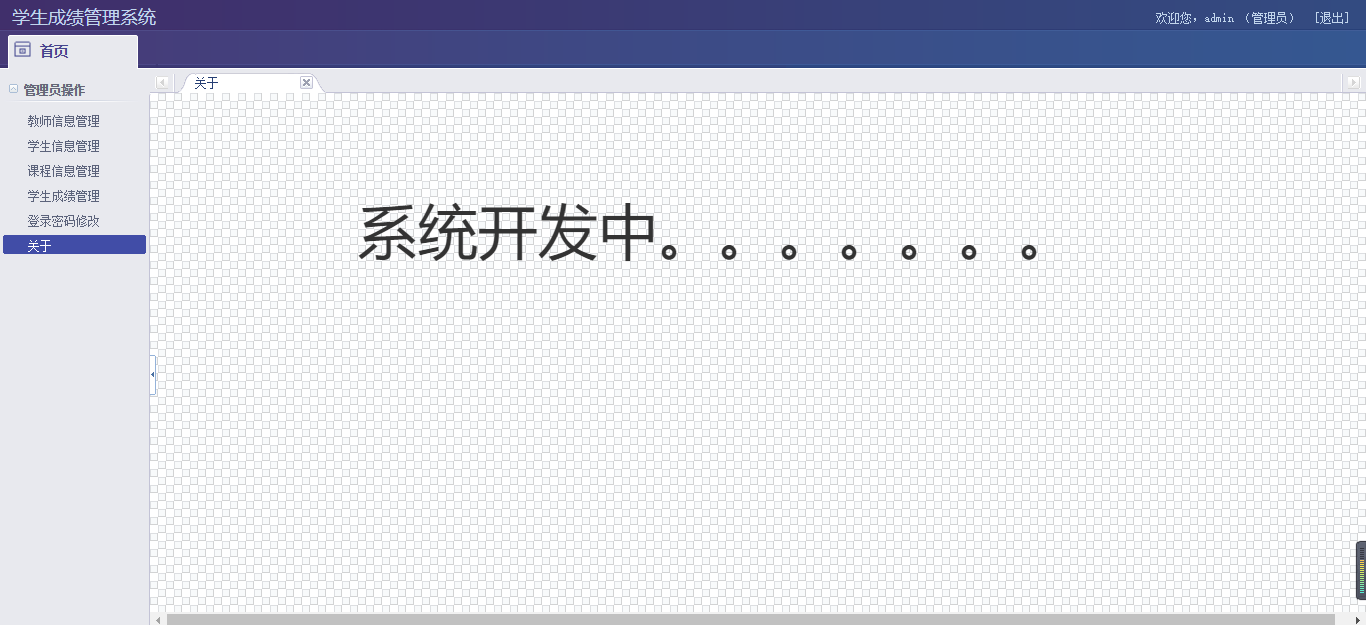 学生成绩管理系统
欢迎您，admin （管理员） [退出]
首页
管理员操作
关于
教师信息管理
学生信息管理
课程信息管理
学生成绩管理
登录密码修改
关于
系统开发中。。。。。。。